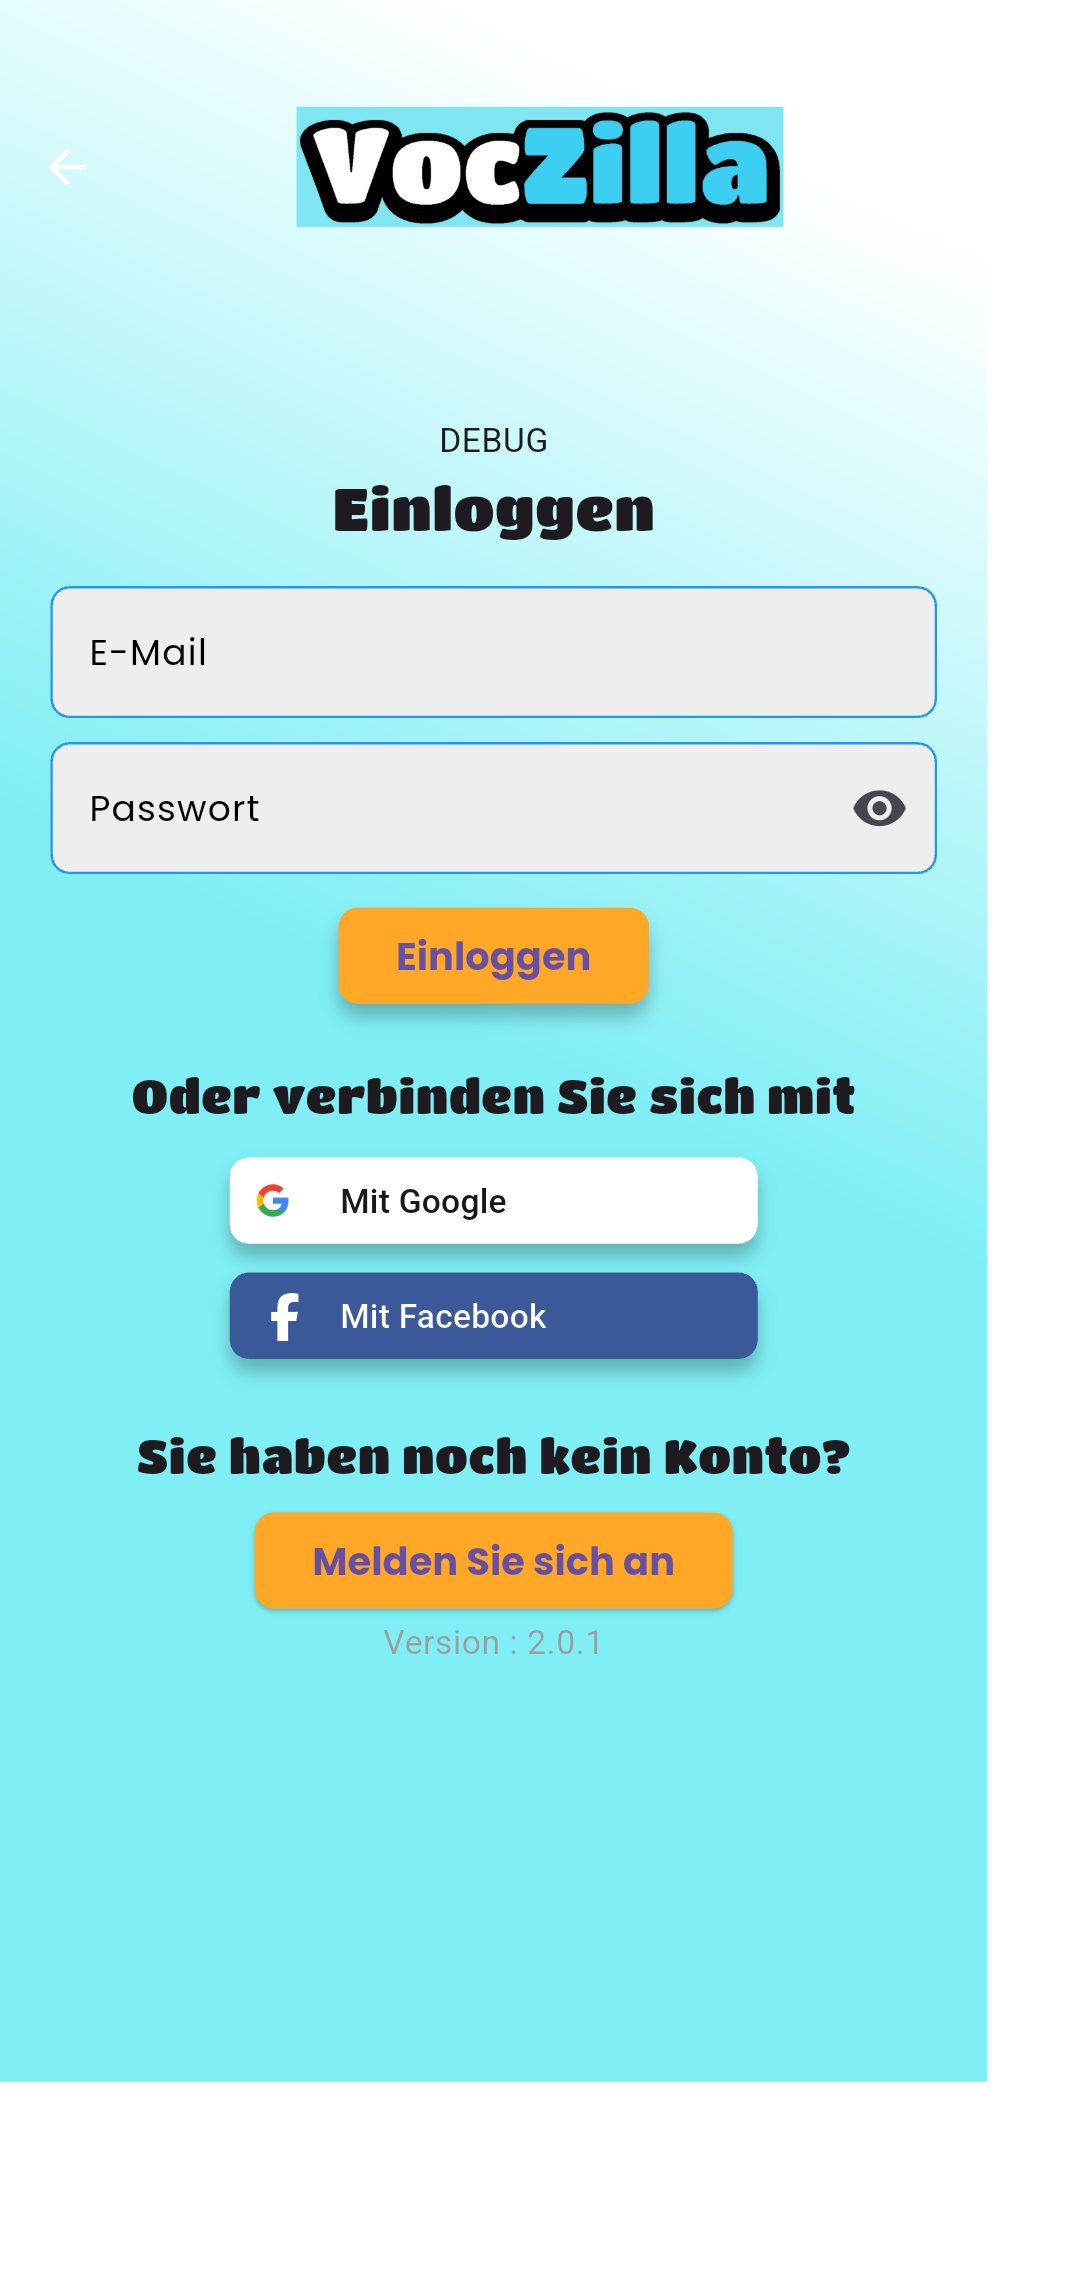 VocZilla
DEBUG
Einloggen
E-Mail
Passwort
Einloggen
Oder verbinden Sie sich mit
Mit Google
Mit Facebook
Sie haben noch kein Konto?
Melden Sie sich an
Version : 2.0.1